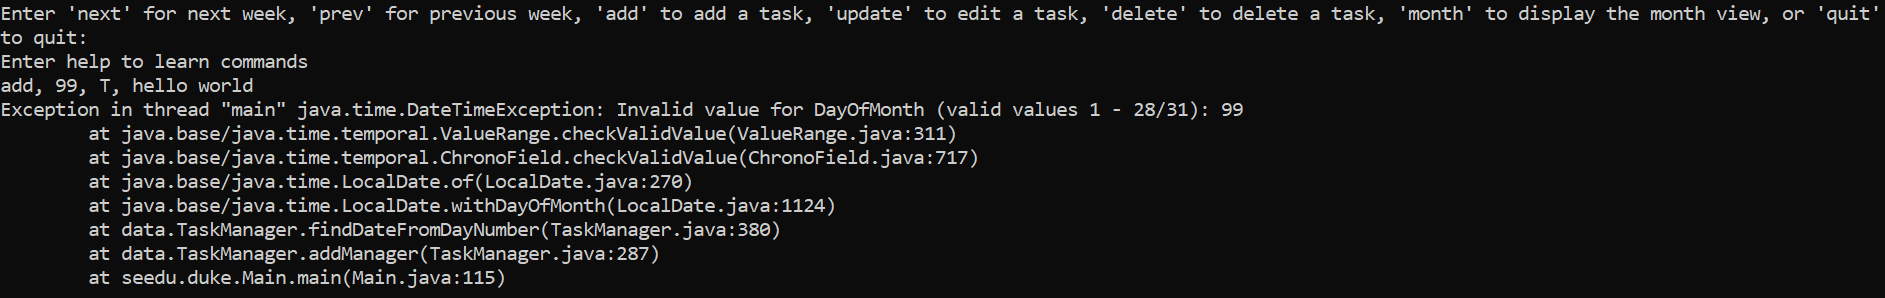 Enter 'next' for next week, 'prev' for previous week, 'add' to add a task, 'update' to edit a task, 'delete' to delete a task, 'month' to display the month view, or 'quit'
to quit:
Enter help to learn commands
add, 99, T, hello world
Exception in thread "main" java.time.DateTimeException: Invalid value for DayOfMonth (valid values 1 - 28/31): 99
        at java.base/java.time.temporal.ValueRange.checkValidValue(ValueRange.java:311)
        at java.base/java.time.temporal.ChronoField.checkValidValue(ChronoField.java:717)
        at java.base/java.time.LocalDate.of(LocalDate.java:270)
        at java.base/java.time.LocalDate.withDayOfMonth(LocalDate.java:1124)
        at data.TaskManager.findDateFromDayNumber(TaskManager.java:380)
        at data.TaskManager.addManager(TaskManager.java:287)
        at seedu.duke.Main.main(Main.java:115)